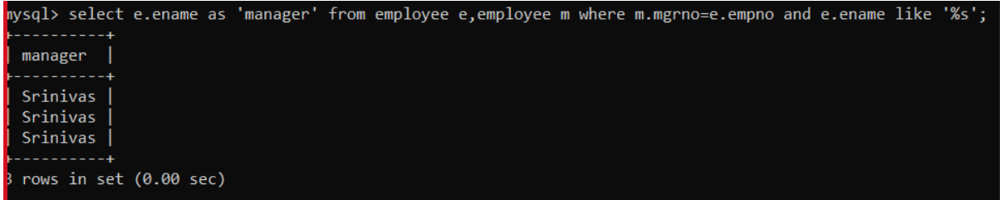 mysql> select e.ename as 'manager' from employee e,employee m where m.mgrno=e.empno and e.ename like '%s';
+----------+
| manager  |
+----------+
| Srinivas |
| Srinivas |
| Srinivas |
+----------+
3 rows in set (0.00 sec)